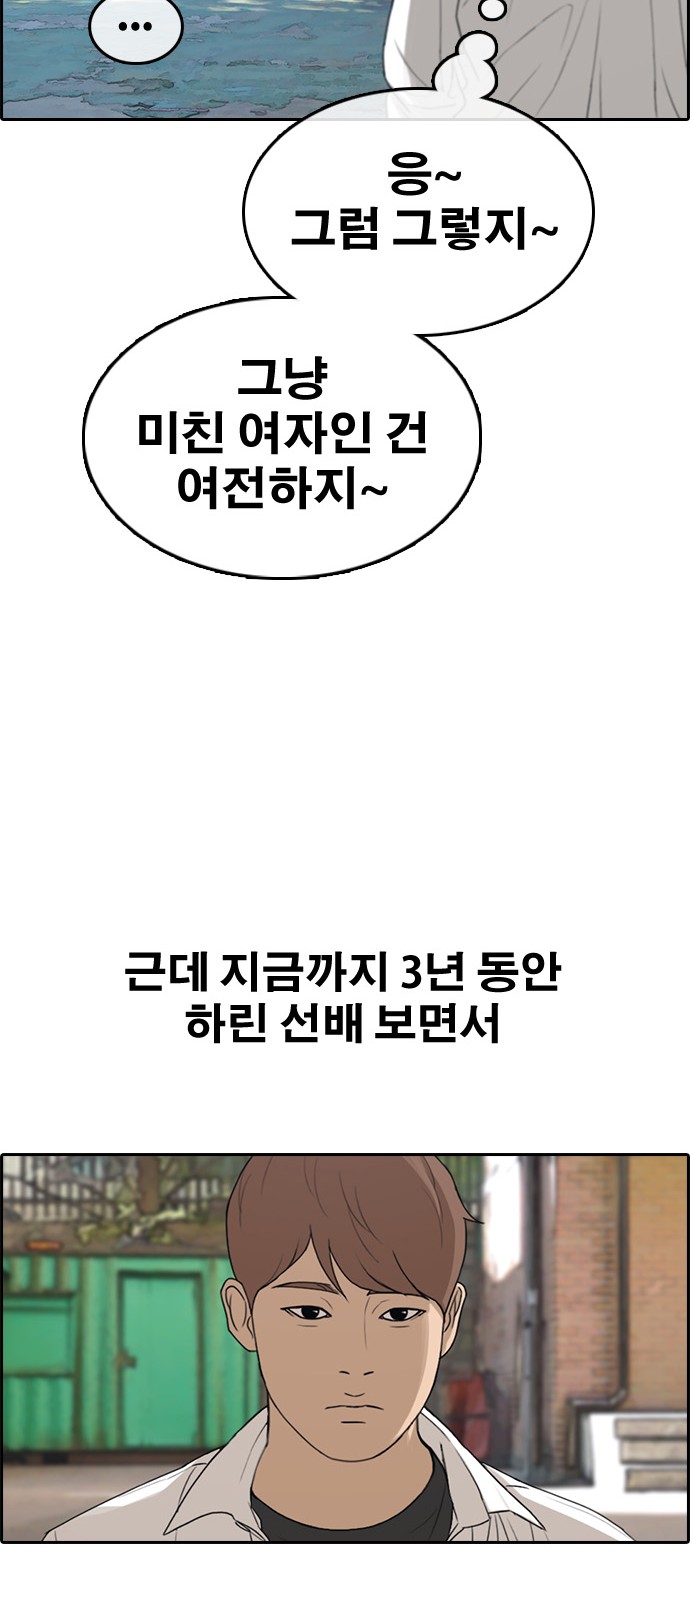 ...
응~
그럼 그렇지~
그냥
미친 여자인 건
여전하지~
근데 지금까지 3년 동안
하린 선배 보면서